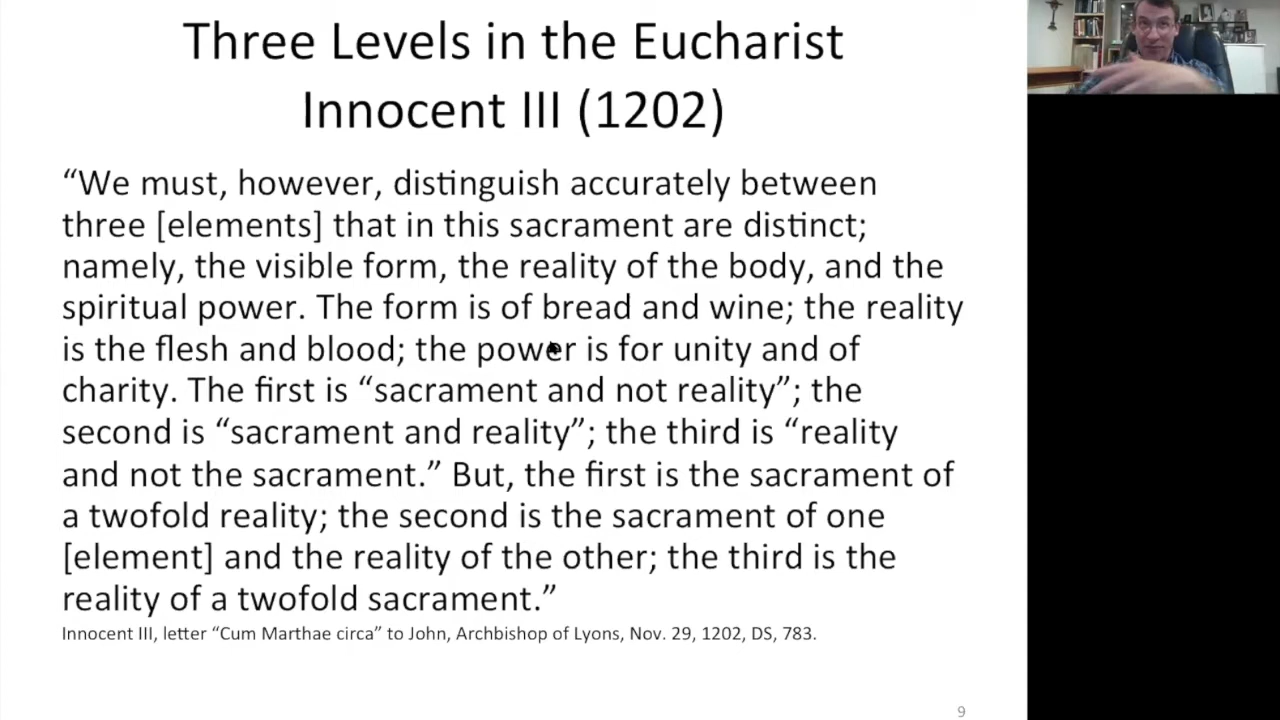 Three Levels in the Eucharist
Innocent III (1202)
“We must, however, distinguish accurately between
three [elements] that in this sacrament are distinct;
namely, the visible form, the reality of the body, and the
spiritual power. The form is of bread and wine; the reality
is the flesh and blood; the power is for unity and of
charity. The first is “sacrament and not reality”; the
second is “sacrament and reality”; the third is “reality
and not the sacrament.” But, the first is the sacrament of
a twofold reality; the second is the sacrament of one
[element] and the reality of the other; the third is the
reality of a twofold sacrament.”
Innocent III, letter “Cum Marthae circa” to John, Archbishop of Lyons, Nov. 29, 1202, DS, 783.
9